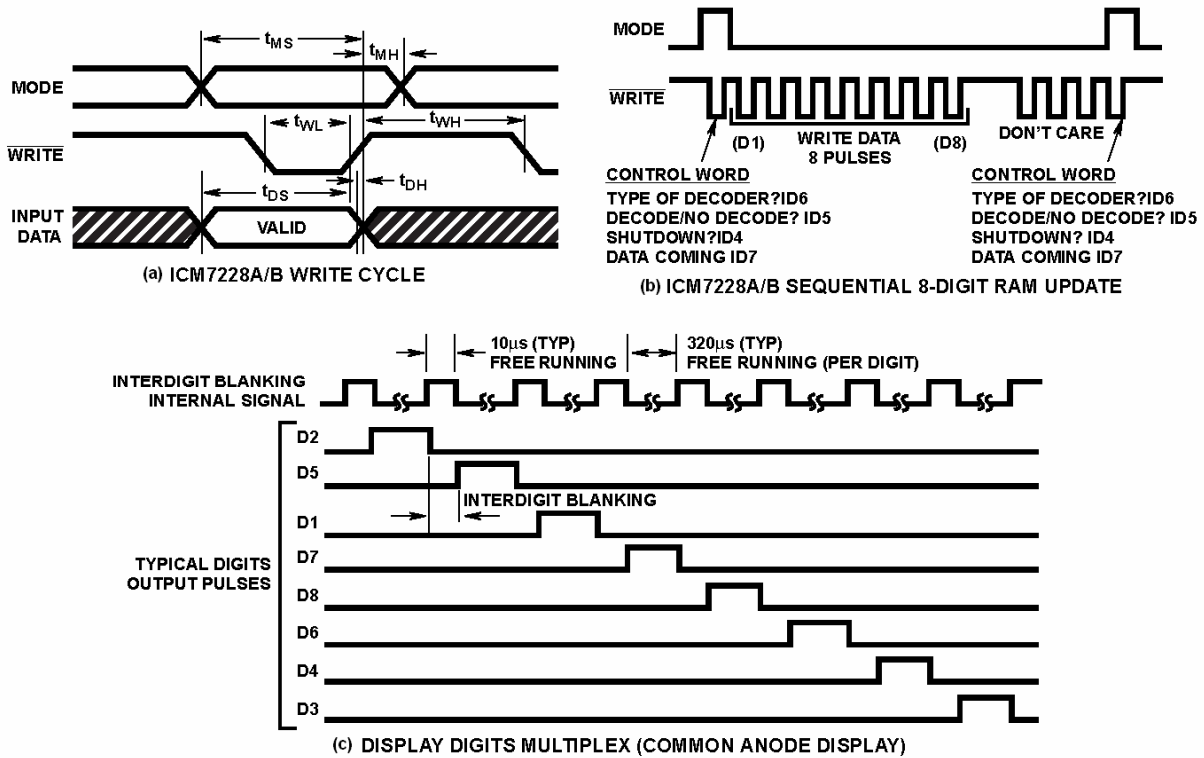 tMS
tMH
MODE
tWL
tWH
WRITE
tDH
tDS
INPUT
DATA
VALID
(a) ICM7228A/B WRITE CYCLE
MODE
WRITE
(D1)
WRITE DATA
8 PULSES
(D8)
DON'T CARE
CONTROL WORD
TYPE OF DECODER?ID6
DECODE/NO DECODE? ID5
SHUTDOWN?ID4
DATA COMING ID7
CONTROL WORD
TYPE OF DECODER?ID6
DECODE/NO DECODE? ID5
SHUTDOWN? ID4
DATA COMING ID7
(b) ICM7228A/B SEQUENTIAL 8-DIGIT RAM UPDATE
10μs (TYP)
FREE RUNNING
320μs (TYP)
FREE RUNNING (PER DIGIT)
INTERDIGIT BLANKING
INTERNAL SIGNAL
D2
D5
INTERDIGIT BLANKING
D1
TYPICAL DIGITS
OUTPUT PULSES
D7
D8
D6
D4
D3
(c) DISPLAY DIGITS MULTIPLEX (COMMON ANODE DISPLAY)